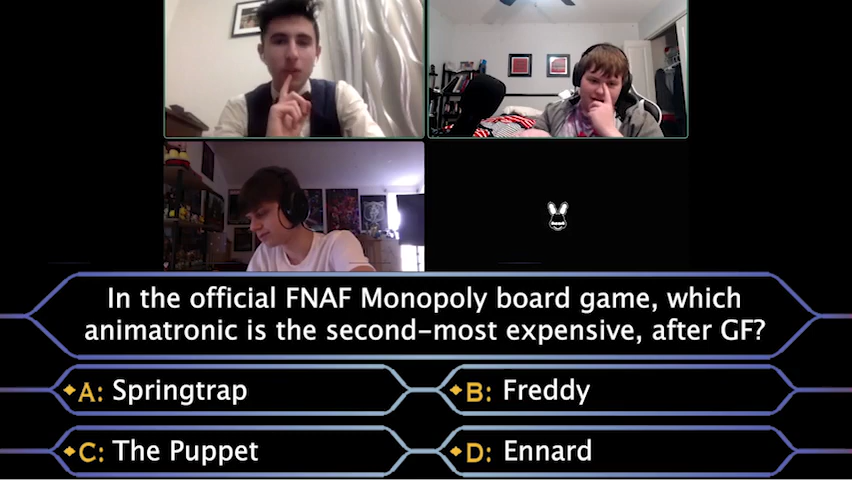 In the official FNAF Monopoly board game, which
animatronic is the second-most expensive, after GF?
A: Springtrap
B: Freddy
C: The Puppet
D: Ennard